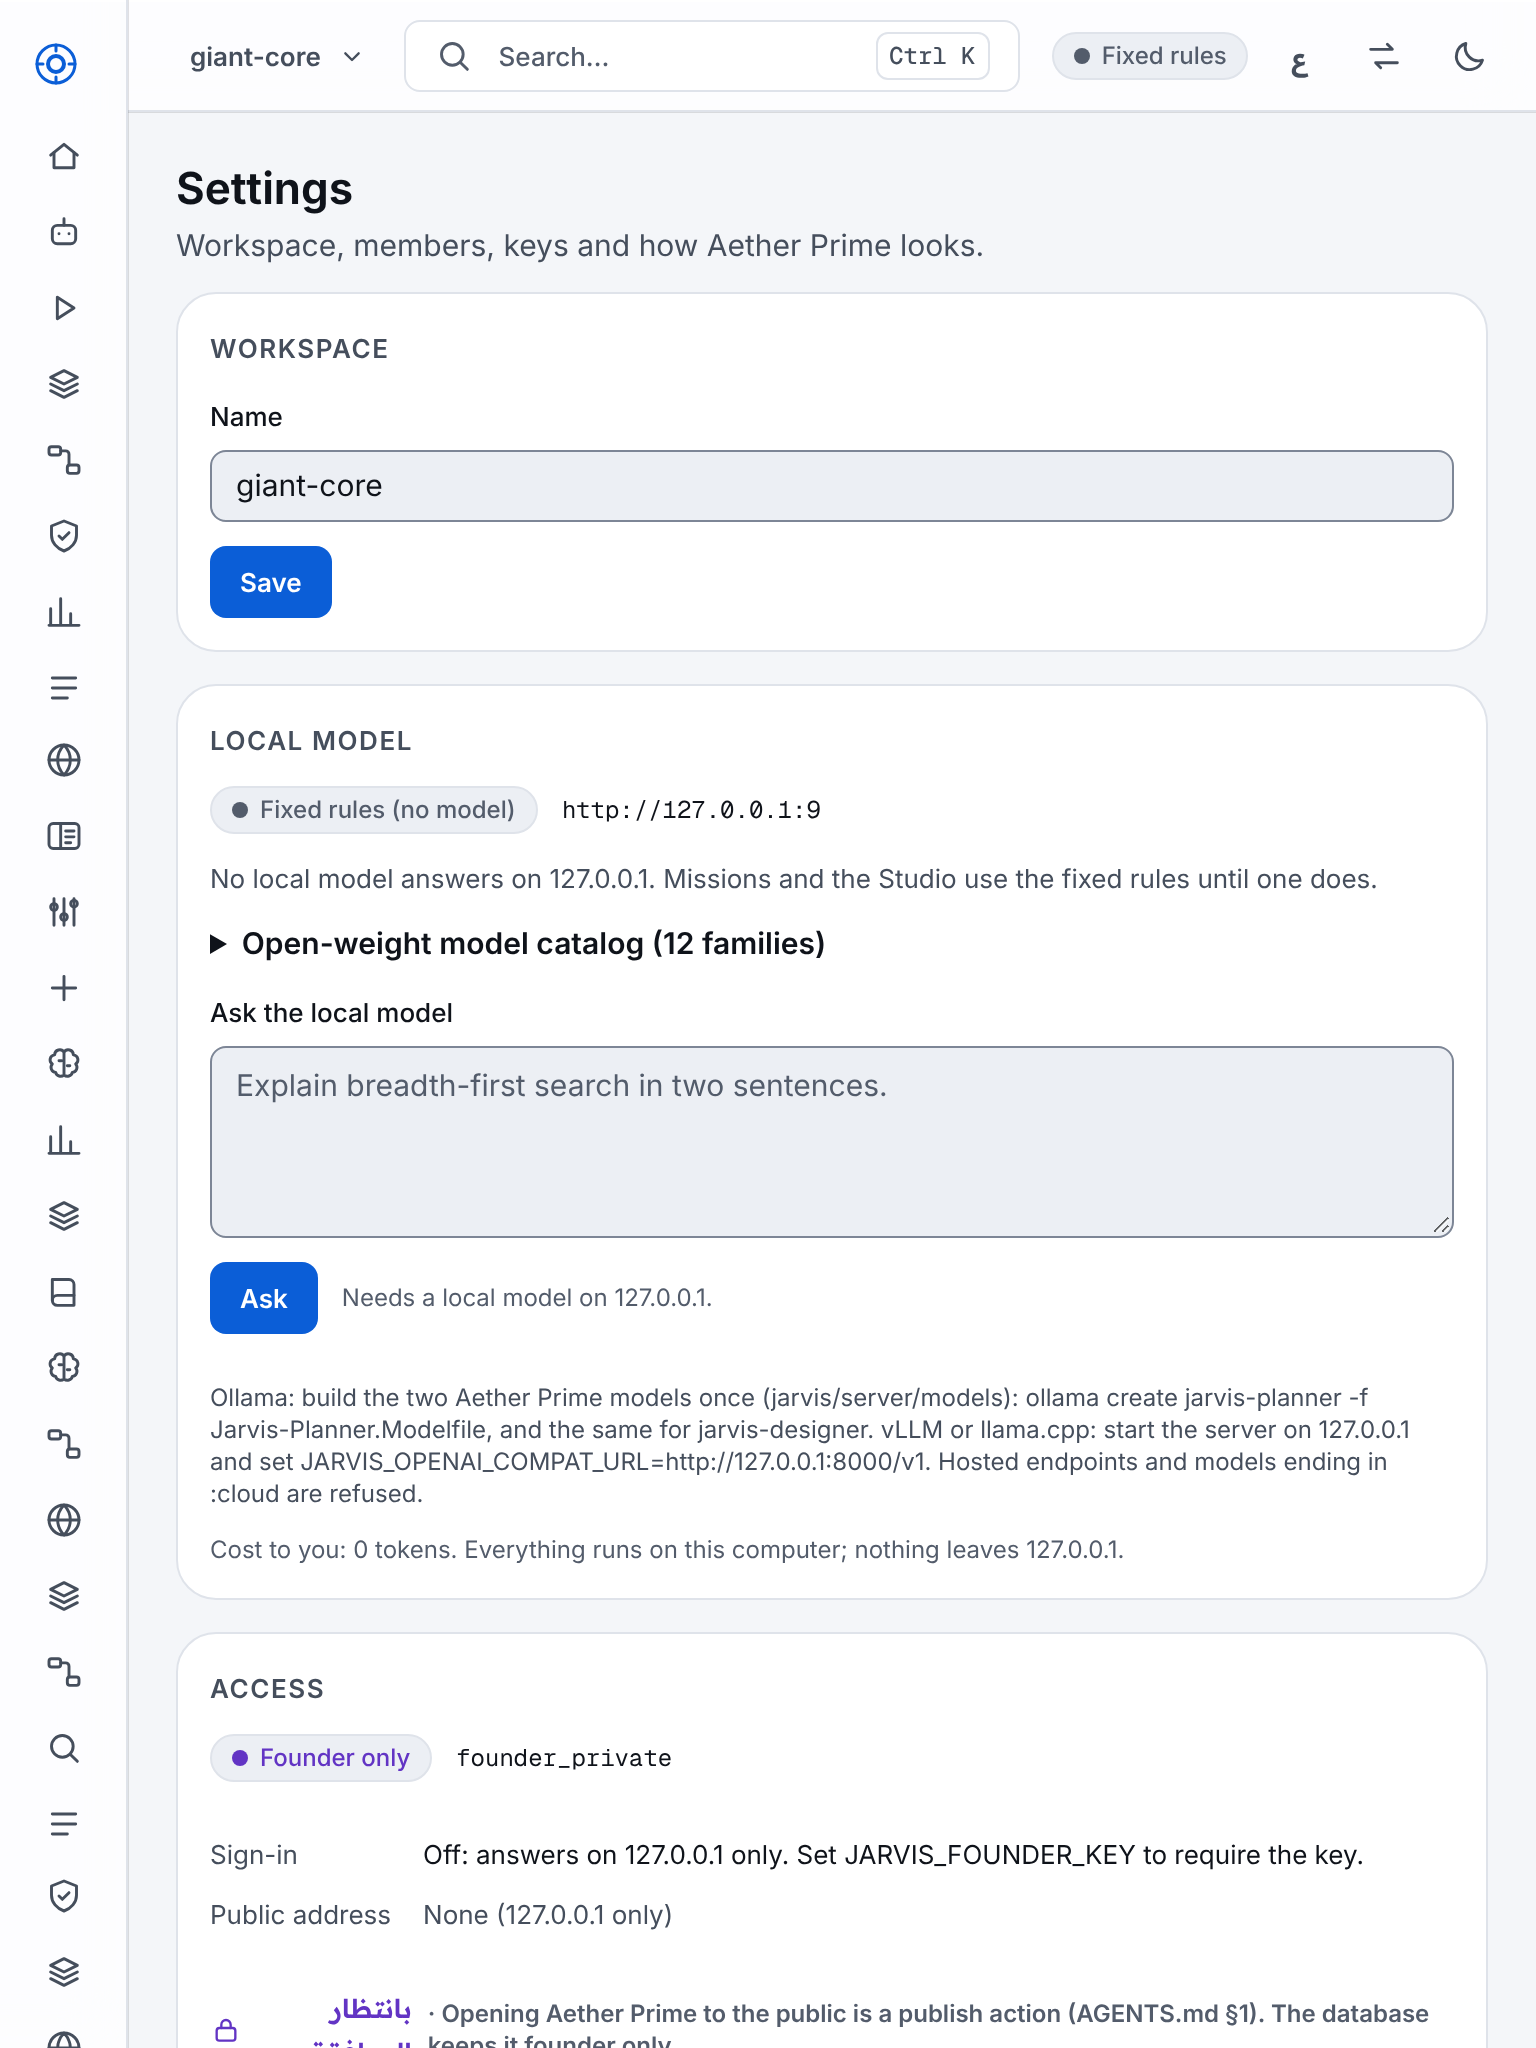 giant-core
Search...
Ctrl K
Fixed rules
ع
Settings
Workspace, members, keys and how Aether Prime looks.
WORKSPACE
Name
giant-core
Save
LOCAL MODEL
Fixed rules (no model)
http://127.0.0.1:9
No local model answers on 127.0.0.1. Missions and the Studio use the fixed rules until one does.
Open-weight model catalog (12 families)
Ask the local model
Explain breadth-first search in two sentences.
Ask
Needs a local model on 127.0.0.1.
Ollama: build the two Aether Prime models once (jarvis/server/models): ollama create jarvis-planner -f
Jarvis-Planner.Modelfile, and the same for jarvis-designer. vLLM or llama.cpp: start the server on 127.0.0.1
and set JARVIS_OPENAI_COMPAT_URL=http://127.0.0.1:8000/v1. Hosted endpoints and models ending in
:cloud are refused.
Cost to you: 0 tokens. Everything runs on this computer; nothing leaves 127.0.0.1.
ACCESS
Founder only
founder_private
Sign-in
Off: answers on 127.0.0.1 only. Set JARVIS_FOUNDER_KEY to require the key.
Public address
None (127.0.0.1 only)
بانتظار
· Opening Aether Prime to the public is a publish action (AGENTS.md §1). The database
keeps it founder only